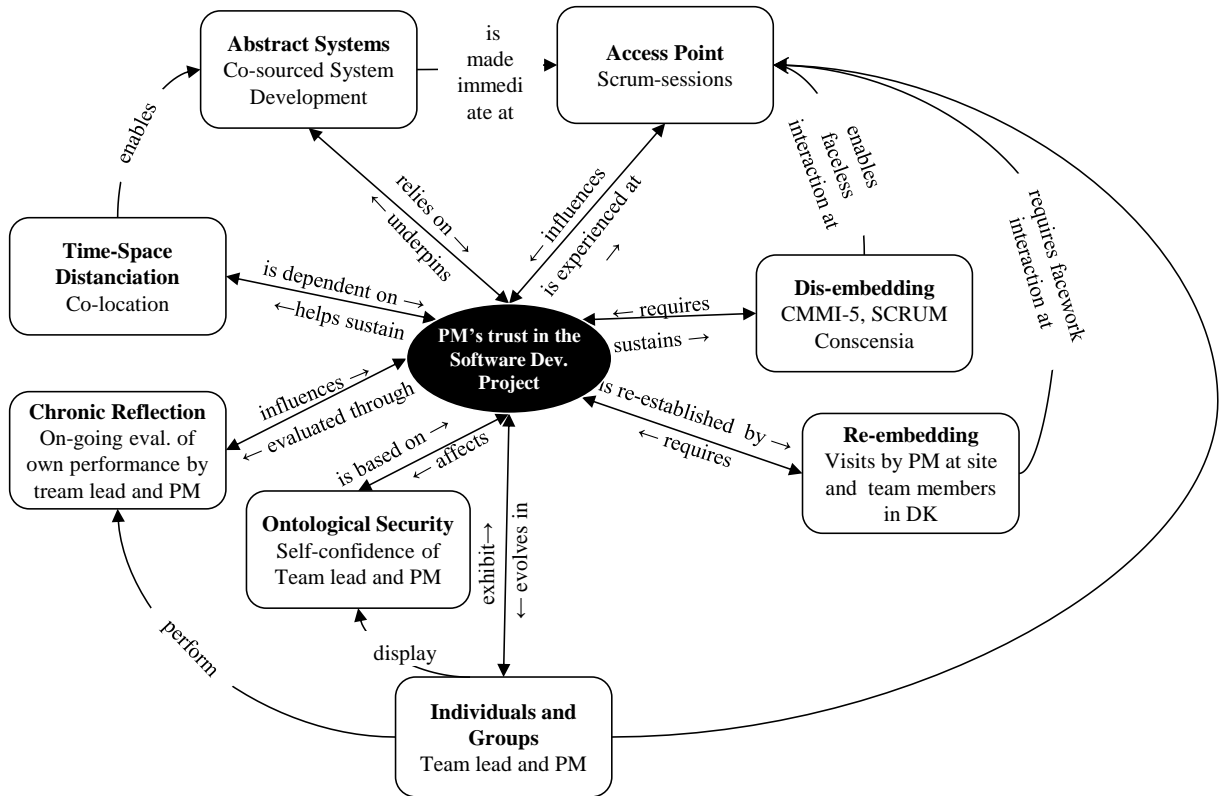 Abstract Systems
Co-sourced System
Development
is
made
immedi
ate at
Access Point
Scrum-sessions
enables
relies on →
← underpins
← influences
is experienced at →
enables
faceless
interaction at
requires facework
interaction at
Time-Space
Distanciation
Co-location
is dependent on →
←helps sustain
PM's trust in the
Software Dev.
Project
← requires
sustains →
Dis-embedding
CMMI-5, SCRUM
Conscensia
Chronic Reflection
On-going eval. of
own performance by
tream lead and PM
influences →
← evaluated through
is re-established by →
← requires
Re-embedding
Visits by PM at site
and team members
in DK
is based on →
← affects
Ontological Security
Self-confidence of
Team lead and PM
exhibit→
← evolves in
perform
display
Individuals and
Groups
Team lead and PM